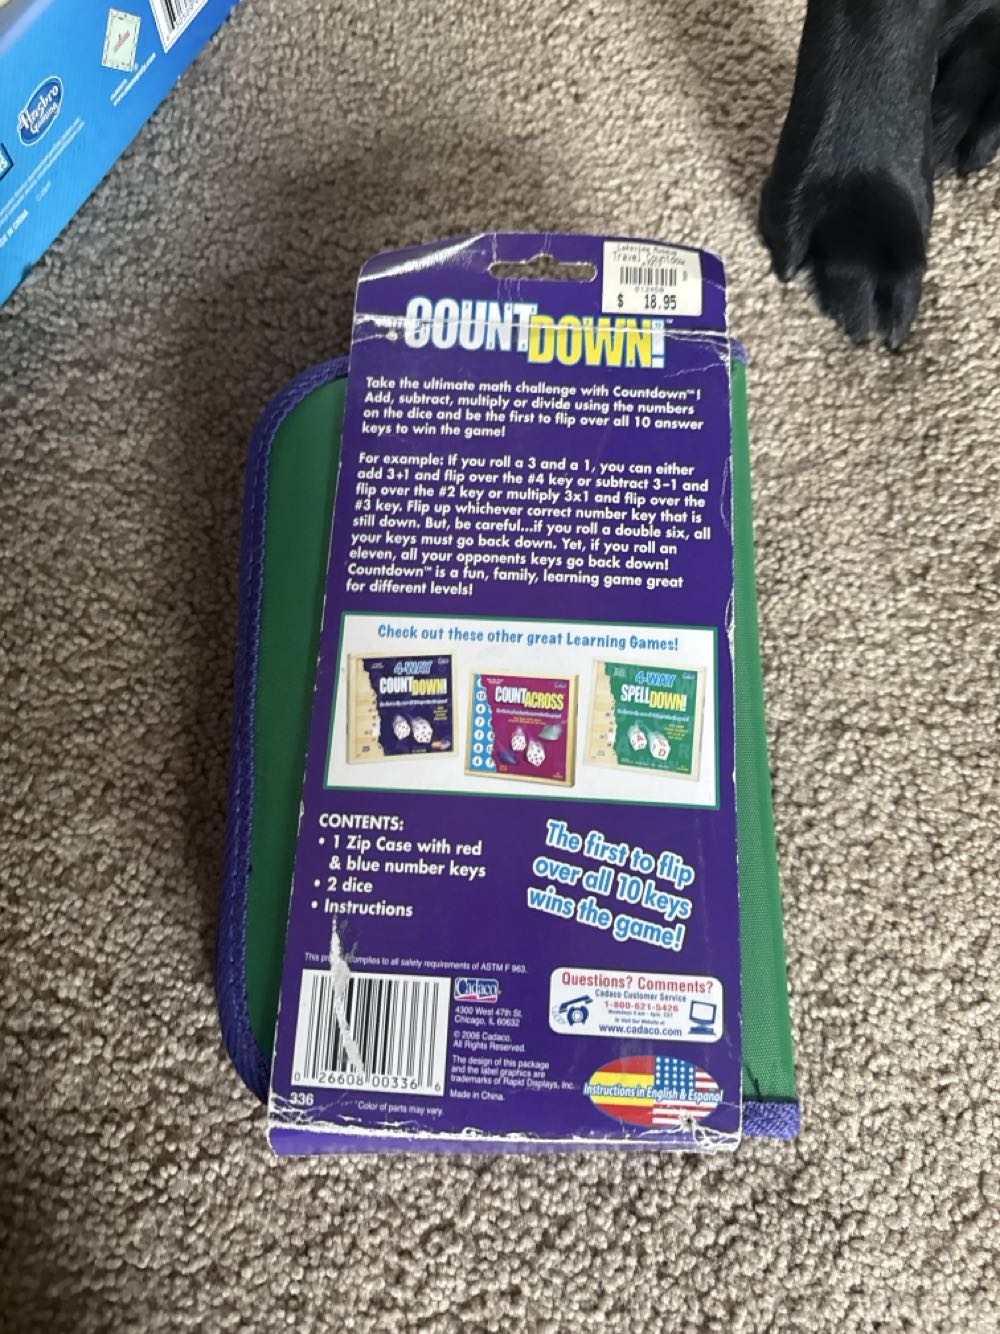 Hasbro
Gaming
Travel Countdow
$ 18.95
COUNTDOWN!™
Take the ultimate math challenge with Countdown™!
Add, subtract, multiply or divide using the numbers
on the dice and be the first to flip over all 10 answer
keys to win the game!
For example: If you roll a 3 and a 1, you can either
add 3+1 and flip over the #4 key or subtract 3-1 and
flip over the #2 key or multiply 3x1 and flip over the
#3 key. Flip up whichever correct number key that is
still down. But, be careful...if you roll a double six, all
your keys must go back down. Yet, if you roll an
eleven, all your opponents keys go back down!
Countdown™ is a fun, family, learning game great
for different levels!
Check out these other great Learning Games!
4-WAY
COUNTDOWN!
COUNTACROSS
4-WAY
SPELLDOWN!
CONTENTS:
• 1 Zip Case with red
& blue number keys
• 2 dice
• Instructions
The first to flip
over all 10 keys
wins the game!
This complies to all safety requirements of ASTM F 963.
Cadaco
4300 West 47th St.
Chicago, IL 60632
© 2006 Cadaco.
All Rights Reserved.
The design of this package
and the label graphics are
trademarks of Rapid Displays, Inc.
Made in China.
Questions? Comments?
Cadaco Customer Service
1-800-621-5426
www.cadaco.com
Instructions in English & Espanol
0 26608 00336 6
336
Color of parts may vary.